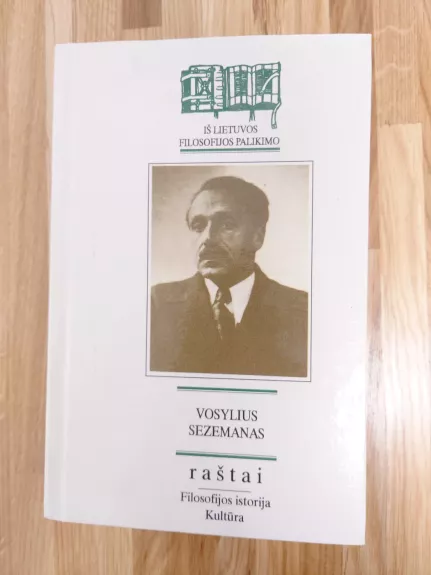 IŠ LIETUVOS
FILOSOFIJOS PALIKIMO
VOSYLIUS
SEZEMANAS
raštai
Filosofijos istorija
Kultūra